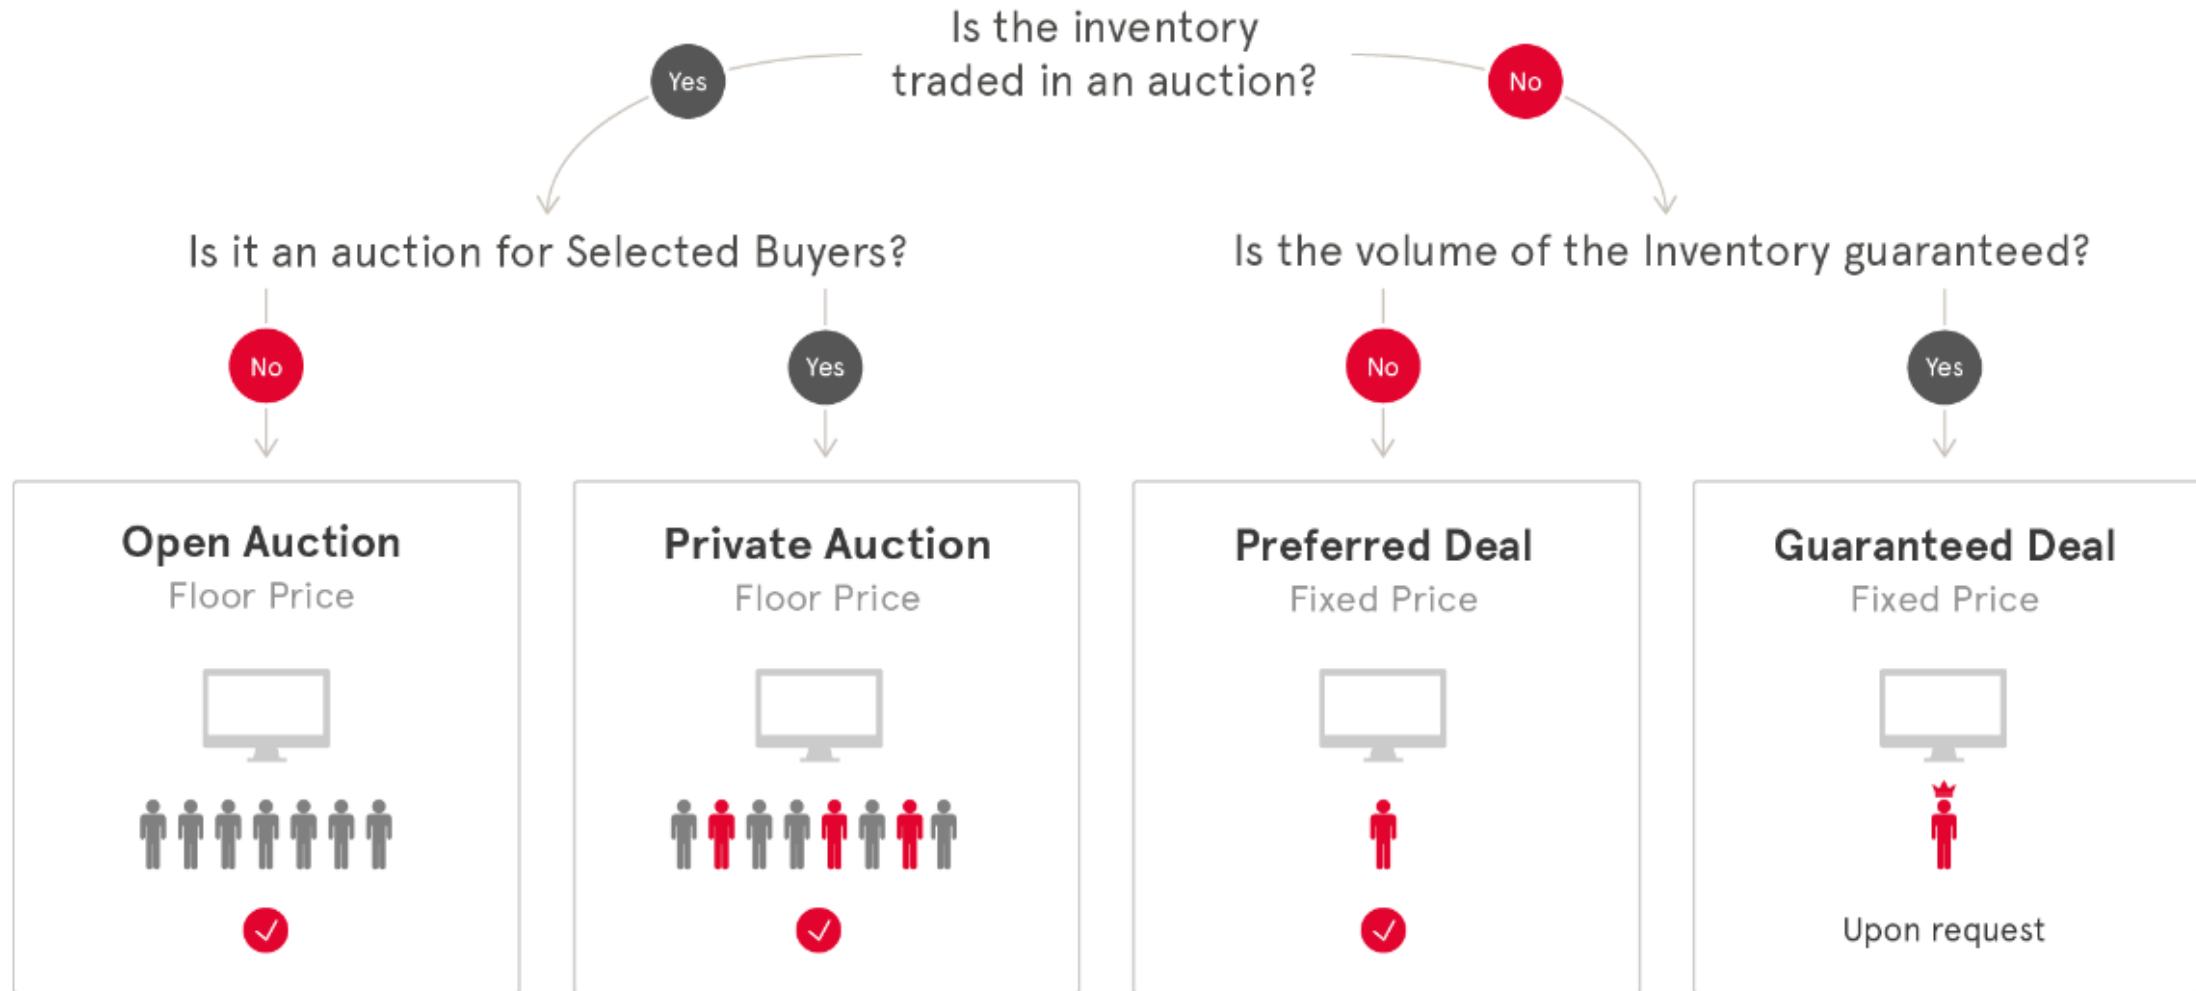 Is the inventory
traded in an auction?
Yes
No
Is it an auction for Selected Buyers?
Is the volume of the Inventory guaranteed?
No
Yes
No
Yes
Open Auction
Floor Price
Private Auction
Floor Price
Preferred Deal
Fixed Price
Guaranteed Deal
Fixed Price
Upon request